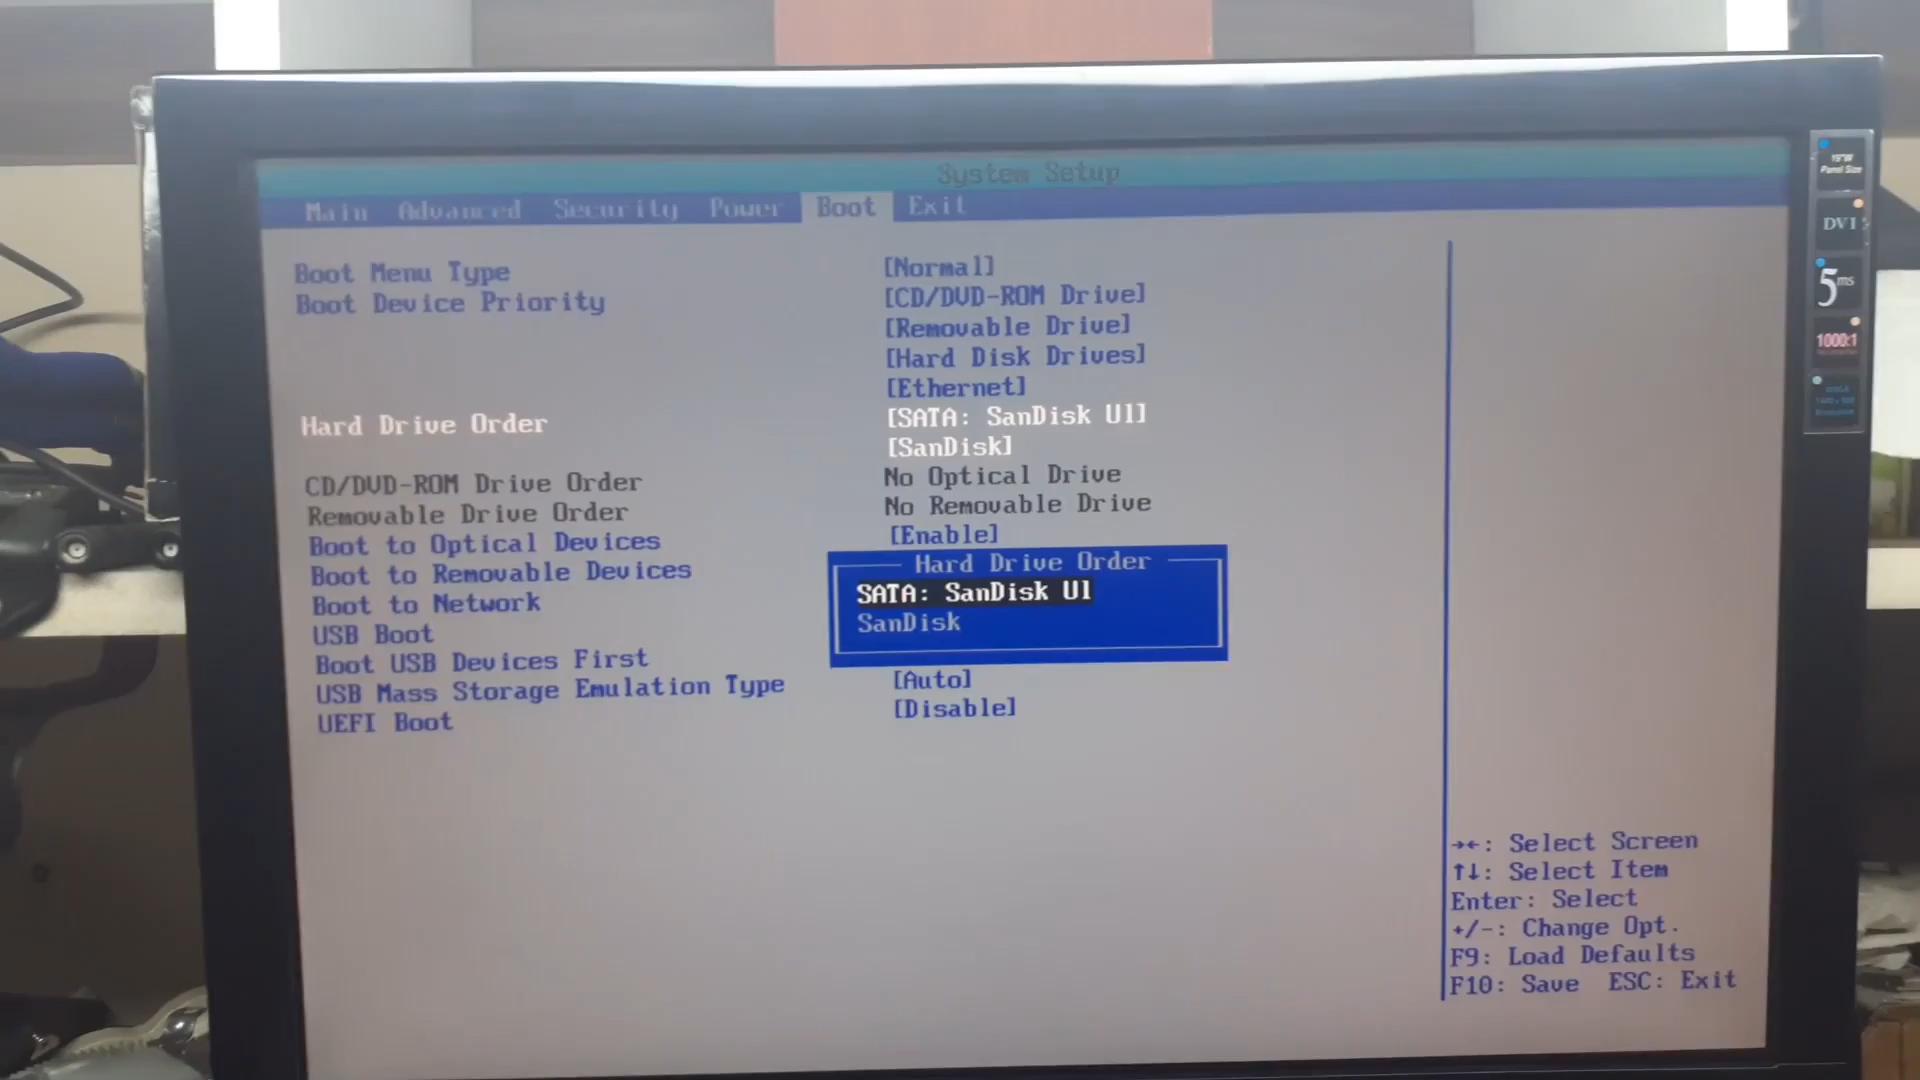 System Setup
Main Advanced Security Power Boot Exit
Boot Menu Type [Normal]
Boot Device Priority [CD/DVD-ROM Drive]
[Removable Drive]
[Hard Disk Drives]
[Ethernet]
Hard Drive Order [SATA: SanDisk U1]
[SanDisk]
CD/DVD-ROM Drive Order No Optical Drive
Removable Drive Order No Removable Drive
Boot to Optical Devices [Enable]
Boot to Removable Devices
Boot to Network
USB Boot
Boot USB Devices First
USB Mass Storage Emulation Type [Auto]
UEFI Boot [Disable]
Hard Drive Order
SATA: SanDisk U1
SanDisk
→←: Select Screen
↑↓: Select Item
Enter: Select
+/-: Change Opt.
F9: Load Defaults
F10: Save ESC: Exit
19"W
Panel Size
DVI
5ms
1000:1